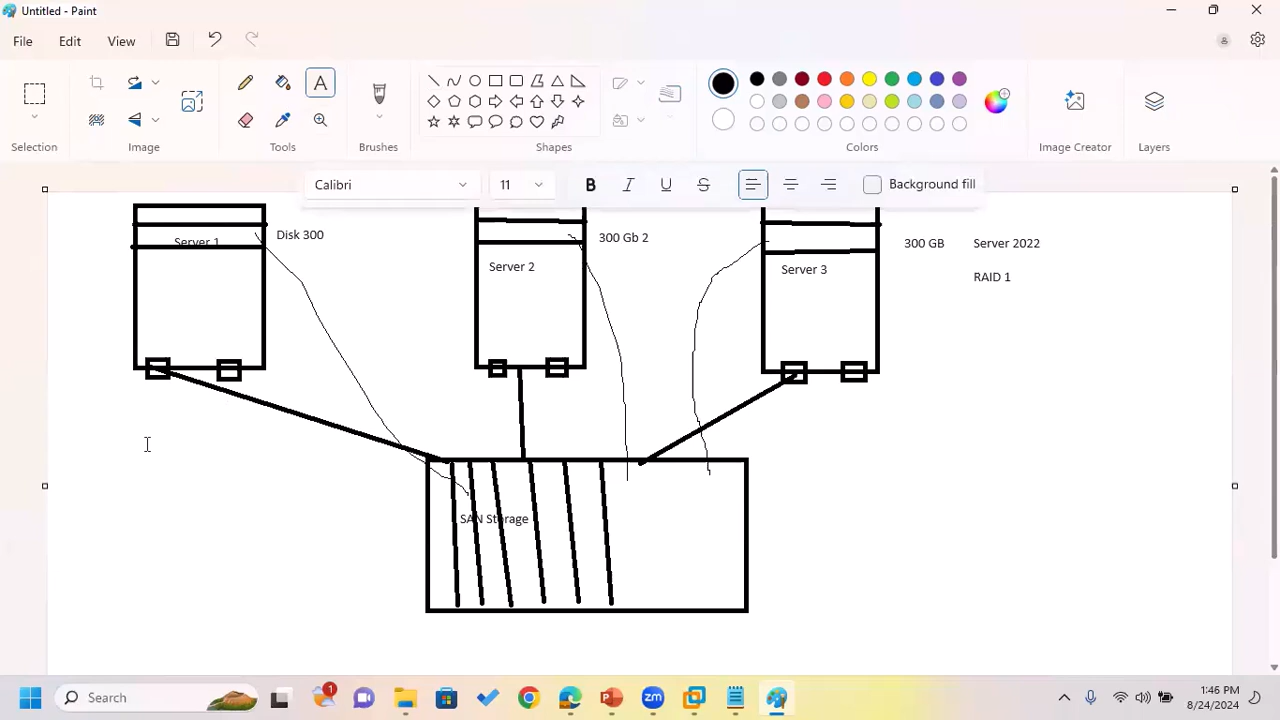 Untitled - Paint
File Edit View
Selection Image Tools Brushes Shapes Colors Image Creator Layers
Calibri 11 B I U S Background fill
Server 1
Disk 300
Server 2
300 Gb 2
Server 3
300 GB
Server 2022
RAID 1
SAN Storage
Search
1
zm
1:46 PM
8/24/2024